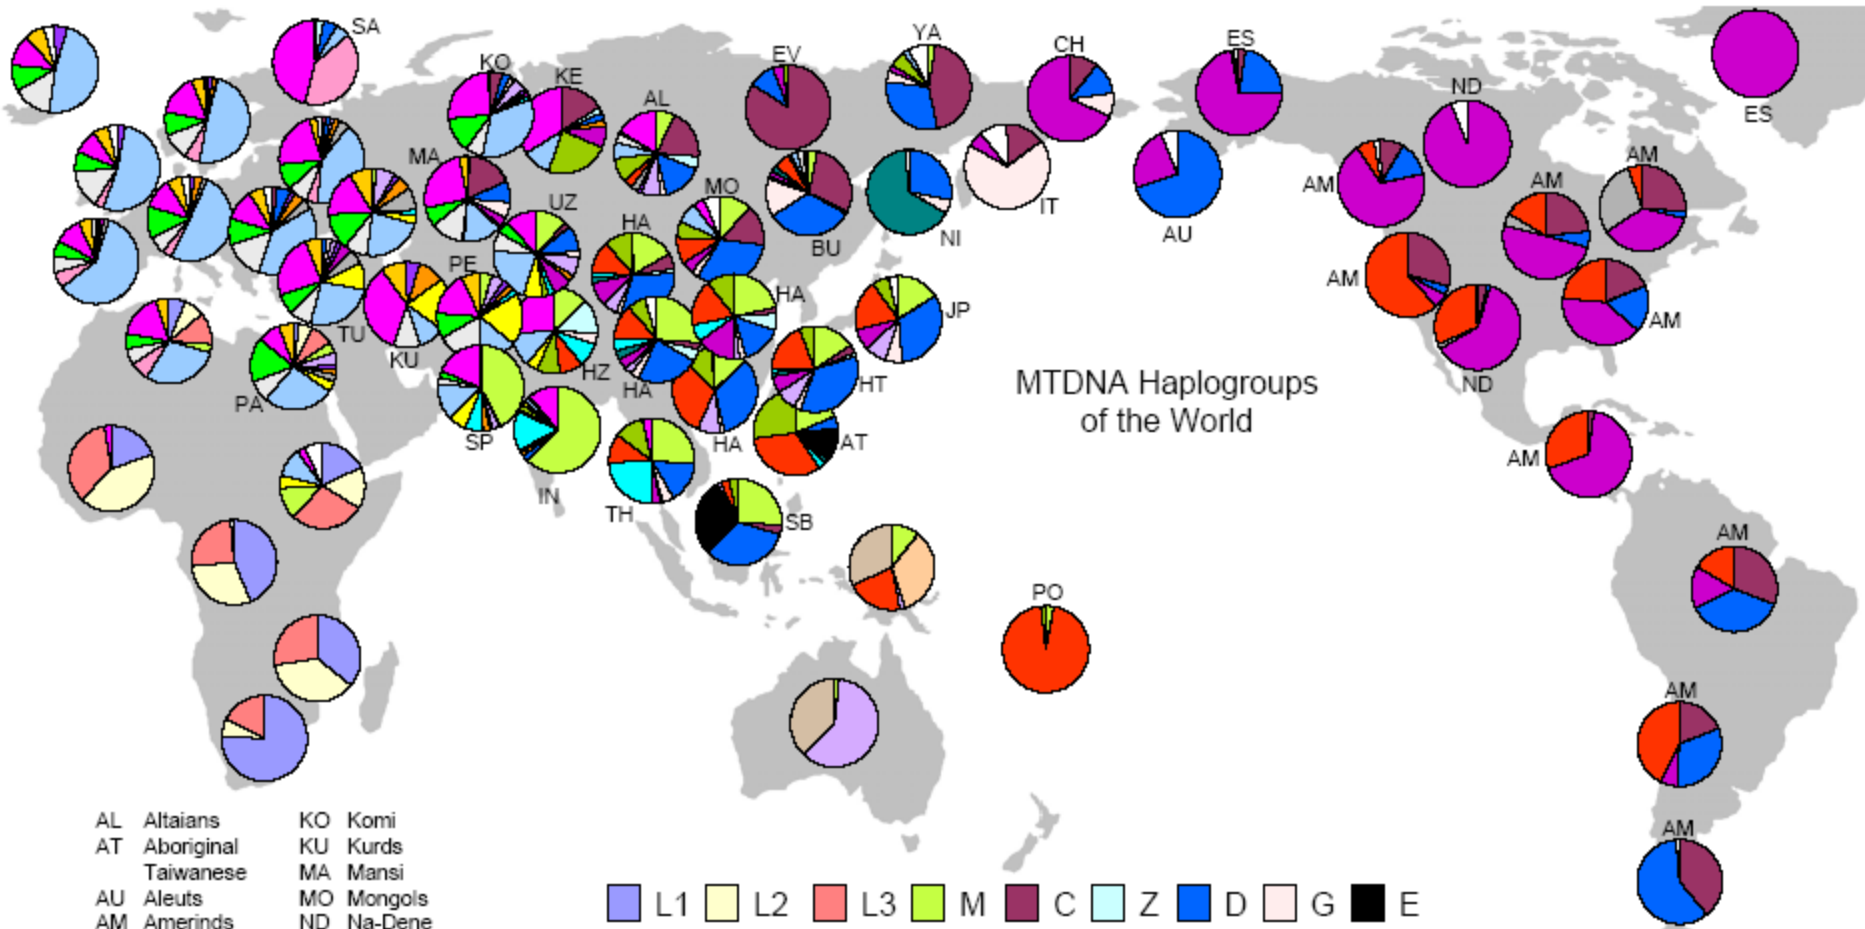 SA
KO
KE
EV
YA
CH
ES
ND
ES
AL
MA
UZ
HA
MO
BU
NI
IT
AU
AM
AM
AM
PE
TU
KU
HZ
HA
HA
JP
HT
AM
ND
AM
PA
SP
IN
TH
HA
AT
SB
AM
MTDNA Haplogroups
of the World
PO
AM
AM
AM
AL Altaians KO Komi
AT Aboriginal KU Kurds
Taiwanese MA Mansi
AU Aleuts MO Mongols
AM Amerinds ND Na-Dene
L1 L2 L3 M C Z D G E